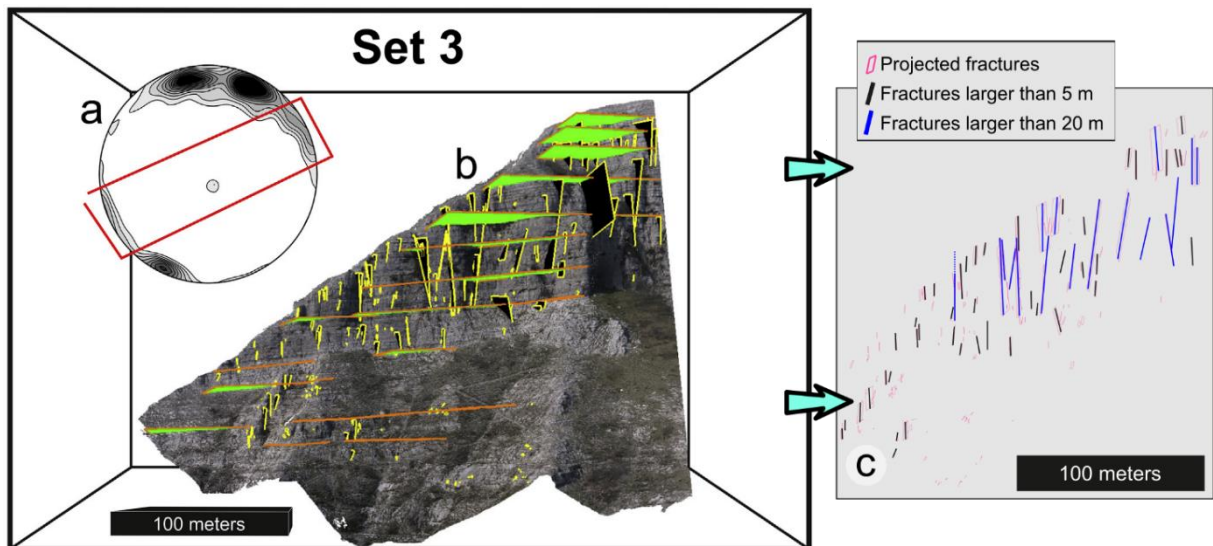 Set 3
a
b
100 meters
Projected fractures
Fractures larger than 5 m
Fractures larger than 20 m
c
100 meters